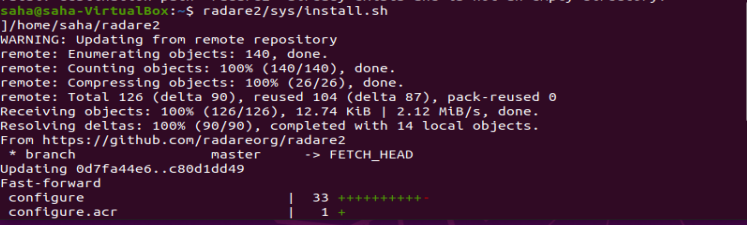 saha@saha-VirtualBox:~$ radare2/sys/install.sh
]/home/saha/radare2
WARNING: Updating from remote repository
remote: Enumerating objects: 140, done.
remote: Counting objects: 100% (140/140), done.
remote: Compressing objects: 100% (26/26), done.
remote: Total 126 (delta 90), reused 104 (delta 87), pack-reused 0
Receiving objects: 100% (126/126), 12.74 KiB | 2.12 MiB/s, done.
Resolving deltas: 100% (90/90), completed with 14 local objects.
From https://github.com/radareorg/radare2
 * branch                master     -> FETCH_HEAD
Updating 0d7fa44e6..c80d1dd49
Fast-forward
 configure                          |  33 ++++++++++-
 configure.acr                      |   1 +